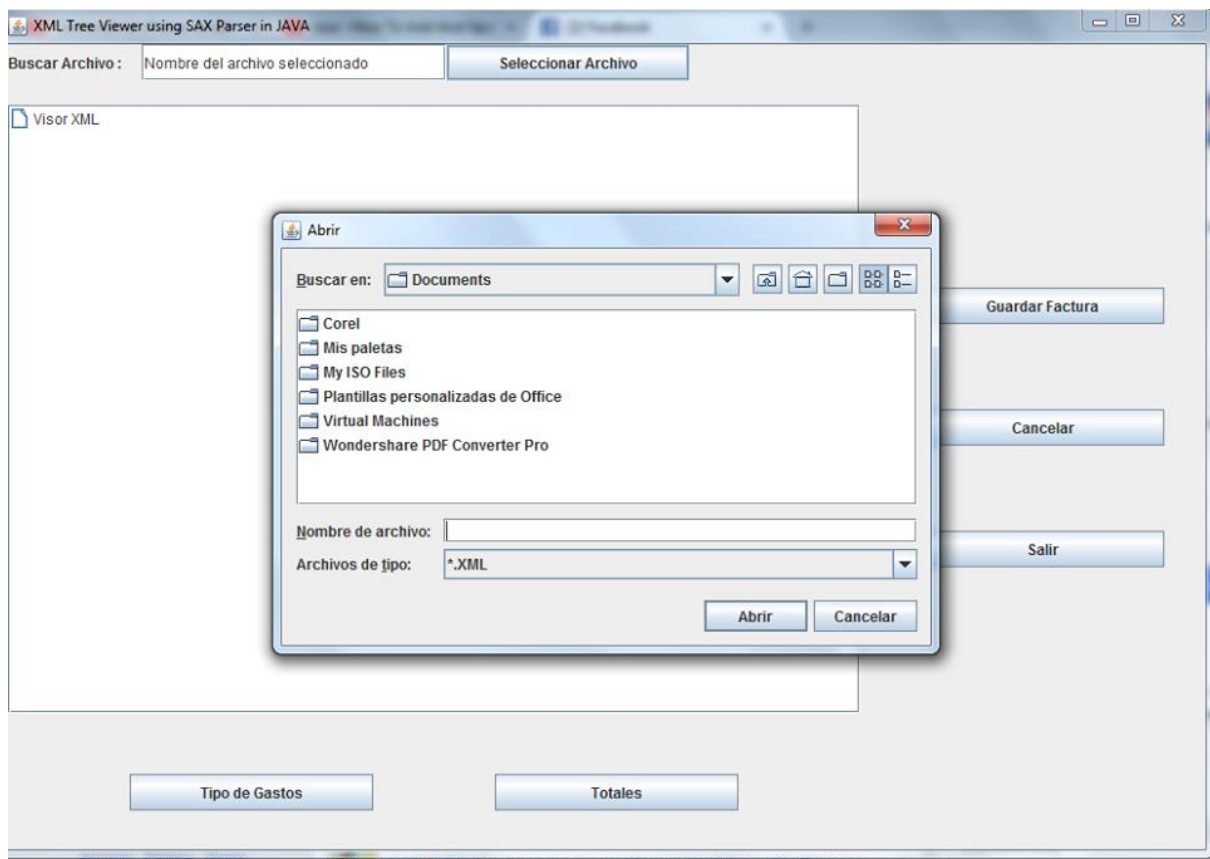 XML Tree Viewer using SAX Parser in JAVA
Buscar Archivo : Nombre del archivo seleccionado Seleccionar Archivo
Visor XML
Abrir
Buscar en: Documents
Corel
Mis paletas
My ISO Files
Plantillas personalizadas de Office
Virtual Machines
Wondershare PDF Converter Pro
Nombre de archivo:
Archivos de tipo: *.XML
Abrir Cancelar
Guardar Factura
Cancelar
Salir
Tipo de Gastos Totales